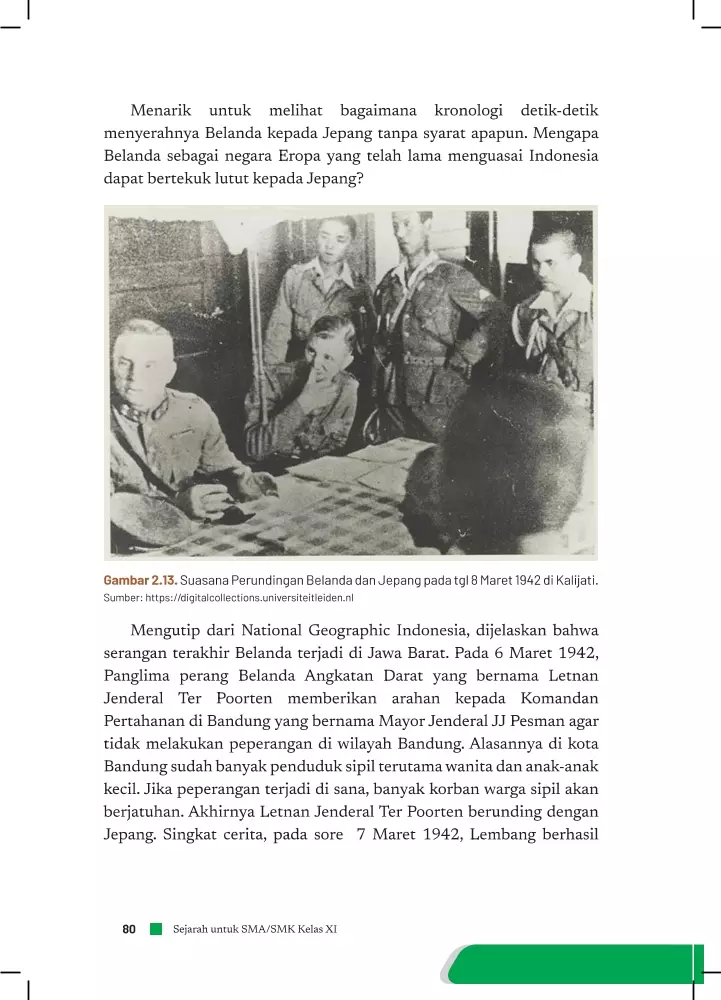 Menarik untuk melihat bagaimana kronologi detik-detik
menyerahnya Belanda kepada Jepang tanpa syarat apapun. Mengapa
Belanda sebagai negara Eropa yang telah lama menguasai Indonesia
dapat bertekuk lutut kepada Jepang?
Gambar 2.13. Suasana Perundingan Belanda dan Jepang pada tgl 8 Maret 1942 di Kalijati.
Sumber: https://digitalcollections.universiteitleiden.nl
Mengutip dari National Geographic Indonesia, dijelaskan bahwa
serangan terakhir Belanda terjadi di Jawa Barat. Pada 6 Maret 1942,
Panglima perang Belanda Angkatan Darat yang bernama Letnan
Jenderal Ter Poorten memberikan arahan kepada Komandan
Pertahanan di Bandung yang bernama Mayor Jenderal JJ Pesman agar
tidak melakukan peperangan di wilayah Bandung. Alasannya di kota
Bandung sudah banyak penduduk sipil terutama wanita dan anak-anak
kecil. Jika peperangan terjadi di sana, banyak korban warga sipil akan
berjatuhan. Akhirnya Letnan Jenderal Ter Poorten berunding dengan
Jepang. Singkat cerita, pada sore 7 Maret 1942, Lembang berhasil
80 Sejarah untuk SMA/SMK Kelas XI